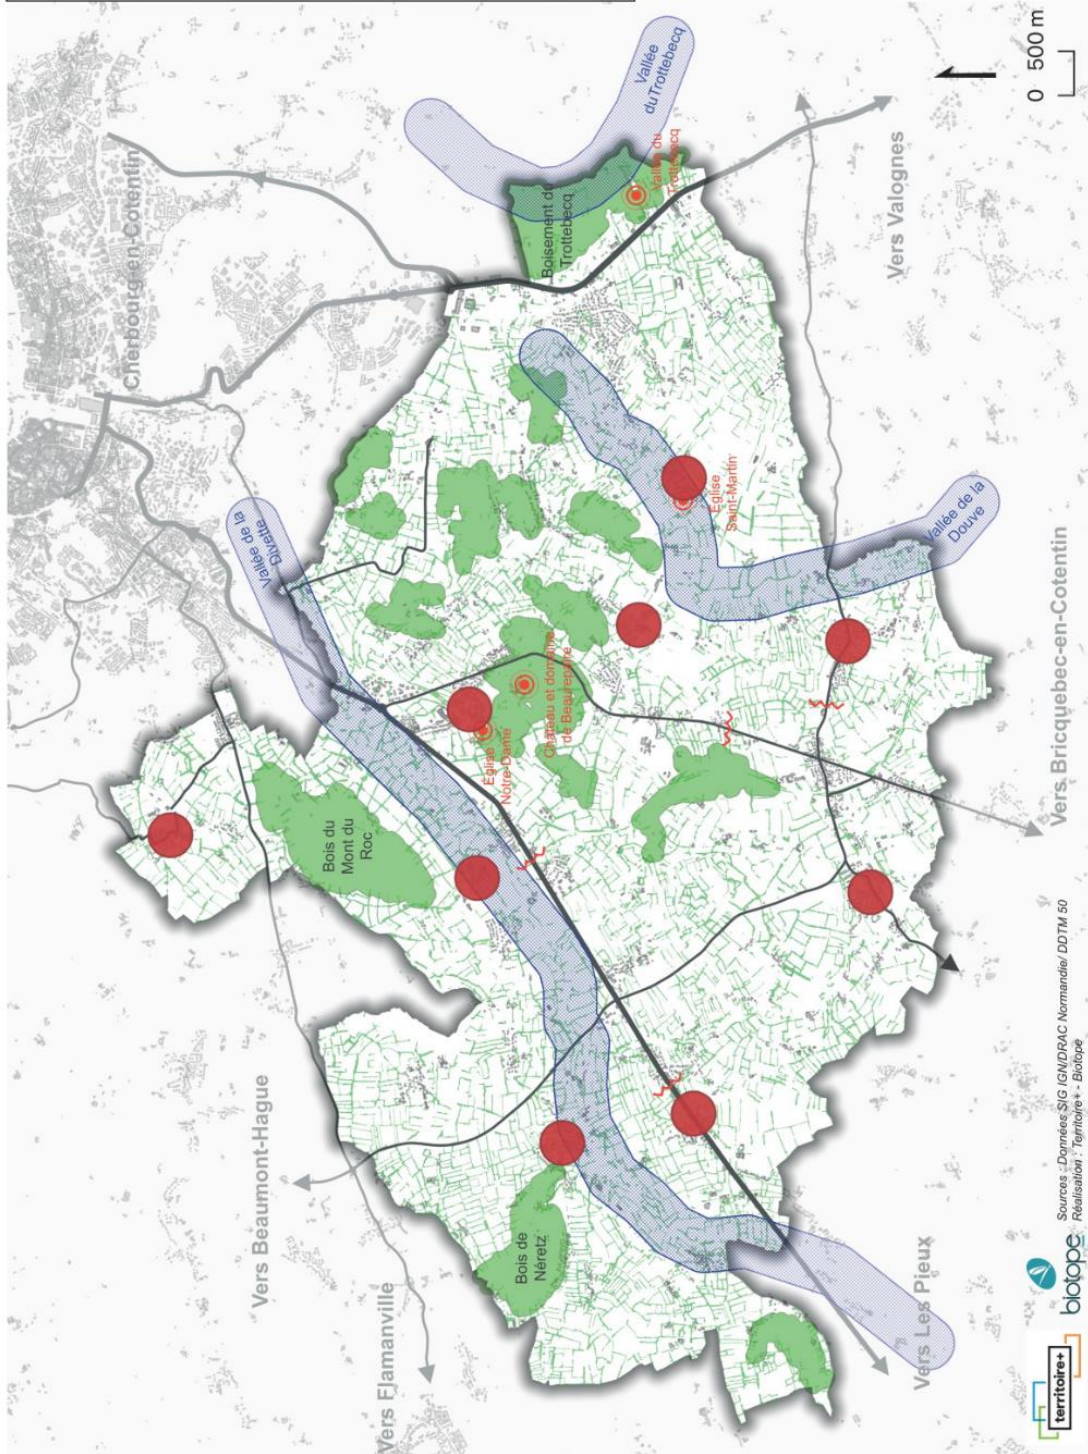 Cherbourg-en-Cotentin
Vallée
du Trottebecq
Vallée du
Trottebecq
Boisement du
Trottebecq
0 500 m
Vers Valognes
Vallée de la
Divette
Eglise
Saint-Martin
Vallée de la
Douve
Château et domaine
de Beaurepaire
Eglise
Notre-Dame
Bois du
Mont du
Roc
Vers Bricquebec-en-Cotentin
Vers Beaumont-Hague
Bois de
Néretz
Vers Flamanville
Vers Les Pieux
territoire+
biotope
Sources : Données SIG IGN/DRAC Normandie/ DDTM 50
Réalisation : Territoire+ - Biotope